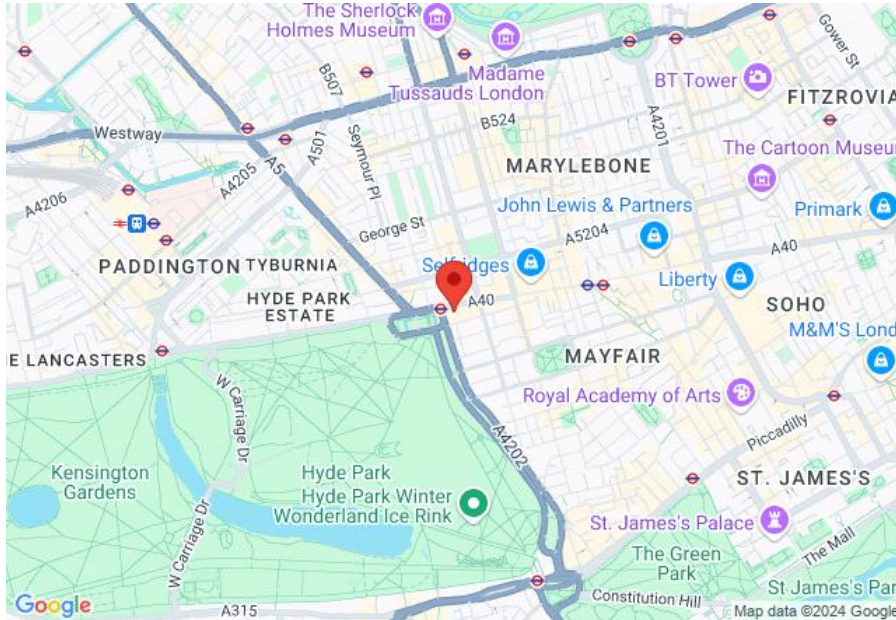 The Sherlock
Holmes Museum
Madame
Tussauds London
B507
BT Tower
Gower St
FITZROVIA
Westway
A501
B524
A4201
Seymour Pl
MARYLEBONE
The Cartoon Museum
A5
A4205
A4206
George St
John Lewis & Partners
A5204
Primark
A40
PADDINGTON
TYBURNIA
Selfridges
Liberty
HYDE PARK
ESTATE
A40
SOHO
M&M'S Lond
E LANCASTERS
MAYFAIR
W Carriage Dr
Royal Academy of Arts
A4202
Piccadilly
Kensington
Gardens
Hyde Park
Hyde Park Winter
Wonderland Ice Rink
ST. JAMES'S
W Carriage Dr
St. James's Palace
The Mall
The Green
Park
St James's Par
Constitution Hill
Google
A315
Map data ©2024 Google